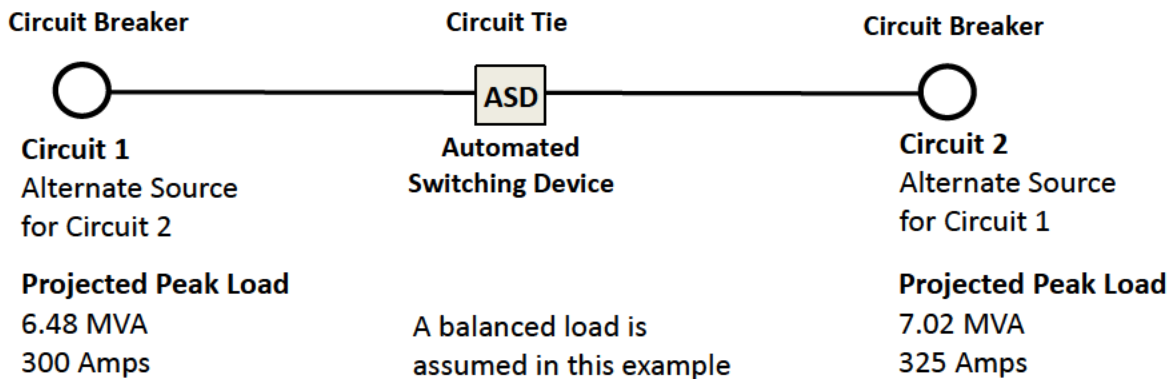 Circuit Breaker
Circuit Tie
Circuit Breaker
ASD
Circuit 1
Alternate Source
for Circuit 2
Automated
Switching Device
Circuit 2
Alternate Source
for Circuit 1
Projected Peak Load
6.48 MVA
300 Amps
A balanced load is
assumed in this example
Projected Peak Load
7.02 MVA
325 Amps